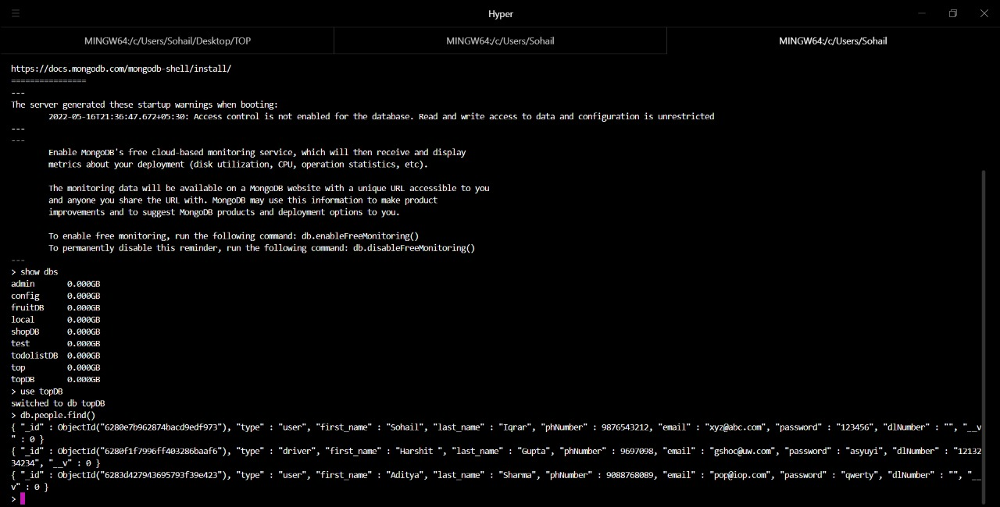 Hyper
MINGW64:/c/Users/Sohail/Desktop/TOP
MINGW64:/c/Users/Sohail
MINGW64:/c/Users/Sohail
https://docs.mongodb.com/mongodb-shell/install/
================
---
The server generated these startup warnings when booting:
2022-05-16T21:36:47.672+05:30: Access control is not enabled for the database. Read and write access to data and configuration is unrestricted
---
---
Enable MongoDB's free cloud-based monitoring service, which will then receive and display
metrics about your deployment (disk utilization, CPU, operation statistics, etc).
The monitoring data will be available on a MongoDB website with a unique URL accessible to you
and anyone you share the URL with. MongoDB may use this information to make product
improvements and to suggest MongoDB products and deployment options to you.
To enable free monitoring, run the following command: db.enableFreeMonitoring()
To permanently disable this reminder, run the following command: db.disableFreeMonitoring()
---
> show dbs
admin 0.000GB
config 0.000GB
fruitDB 0.000GB
local 0.000GB
shopDB 0.000GB
test 0.000GB
todolistDB 0.000GB
top 0.000GB
topDB 0.000GB
> use topDB
switched to db topDB
> db.people.find()
{ "_id" : ObjectId("6280e7b962874bacd9edf973"), "type" : "user", "first_name" : "Sohail", "last_name" : "Iqrar", "phNumber" : 9876543212, "email" : "xyz@abc.com", "password" : "123456", "dlNumber" : "", "__v
" : 0 }
{ "_id" : ObjectId("6280f1f7996ff403286baaf6"), "type" : "driver", "first_name" : "Harshit ", "last_name" : "Gupta", "phNumber" : 9697098, "email" : "gshoc@uw.com", "password" : "asyuyi", "dlNumber" : "12132
34234", "__v" : 0 }
{ "_id" : ObjectId("6283d427943695793f39e423"), "type" : "user", "first_name" : "Aditya", "last_name" : "Sharma", "phNumber" : 9088768089, "email" : "pop@iop.com", "password" : "qwerty", "dlNumber" : "", "__
v" : 0 }
>